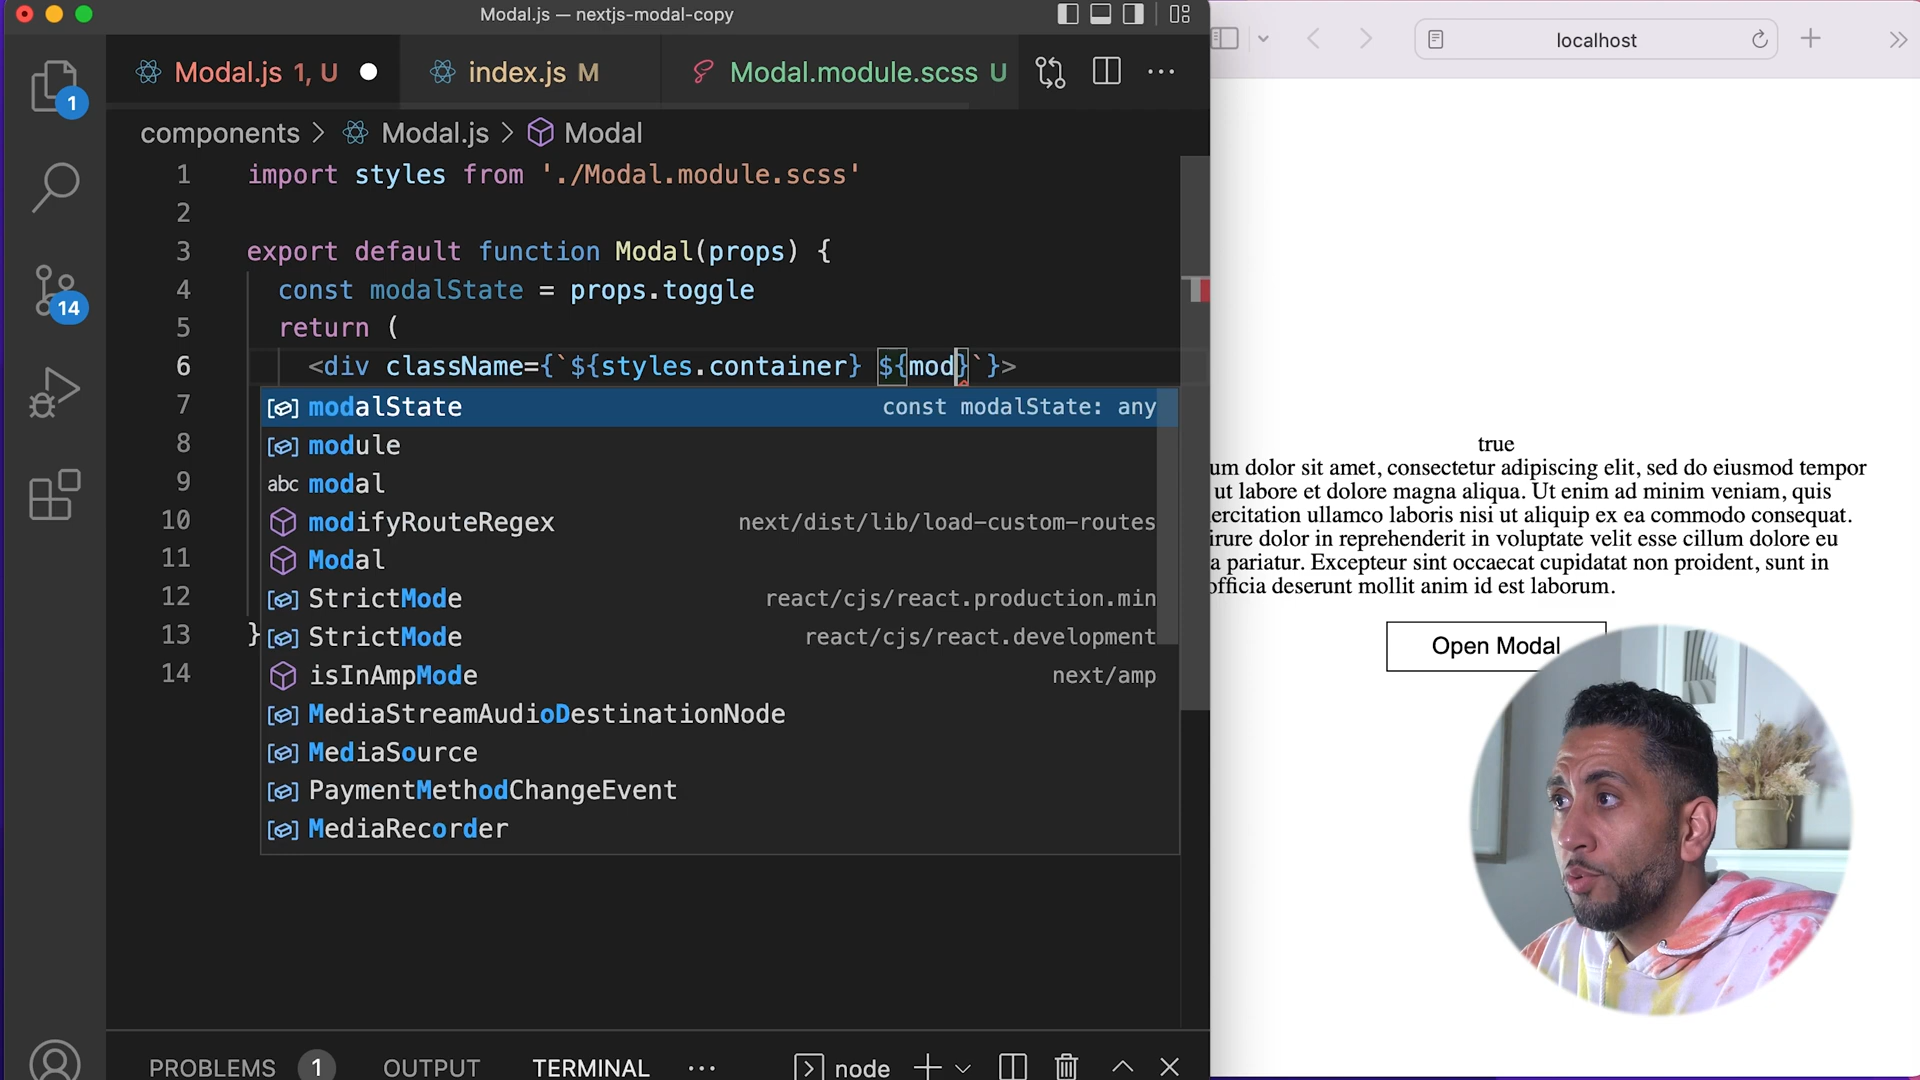 Modal.js — nextjs-modal-copy
Modal.js 1, U
index.js M
Modal.module.scss U
localhost
components > Modal.js > Modal
1 import styles from './Modal.module.scss'
2
3 export default function Modal(props) {
4 const modalState = props.toggle
5 return (
6 <div className={`${styles.container} ${mod}`}>
7 modalState const modalState: any
8 module
9 modal
10 modifyRouteRegex next/dist/lib/load-custom-routes
11 Modal
12 StrictMode react/cjs/react.production.min
13 } StrictMode react/cjs/react.development
14 isInAmpMode next/amp
MediaStreamAudioDestinationNode
MediaSource
PaymentMethodChangeEvent
MediaRecorder
1
14
PROBLEMS 1 OUTPUT TERMINAL ··· node
true
um dolor sit amet, consectetur adipiscing elit, sed do eiusmod tempor
ut labore et dolore magna aliqua. Ut enim ad minim veniam, quis
ercitation ullamco laboris nisi ut aliquip ex ea commodo consequat.
irure dolor in reprehenderit in voluptate velit esse cillum dolore eu
a pariatur. Excepteur sint occaecat cupidatat non proident, sunt in
officia deserunt mollit anim id est laborum.
Open Modal